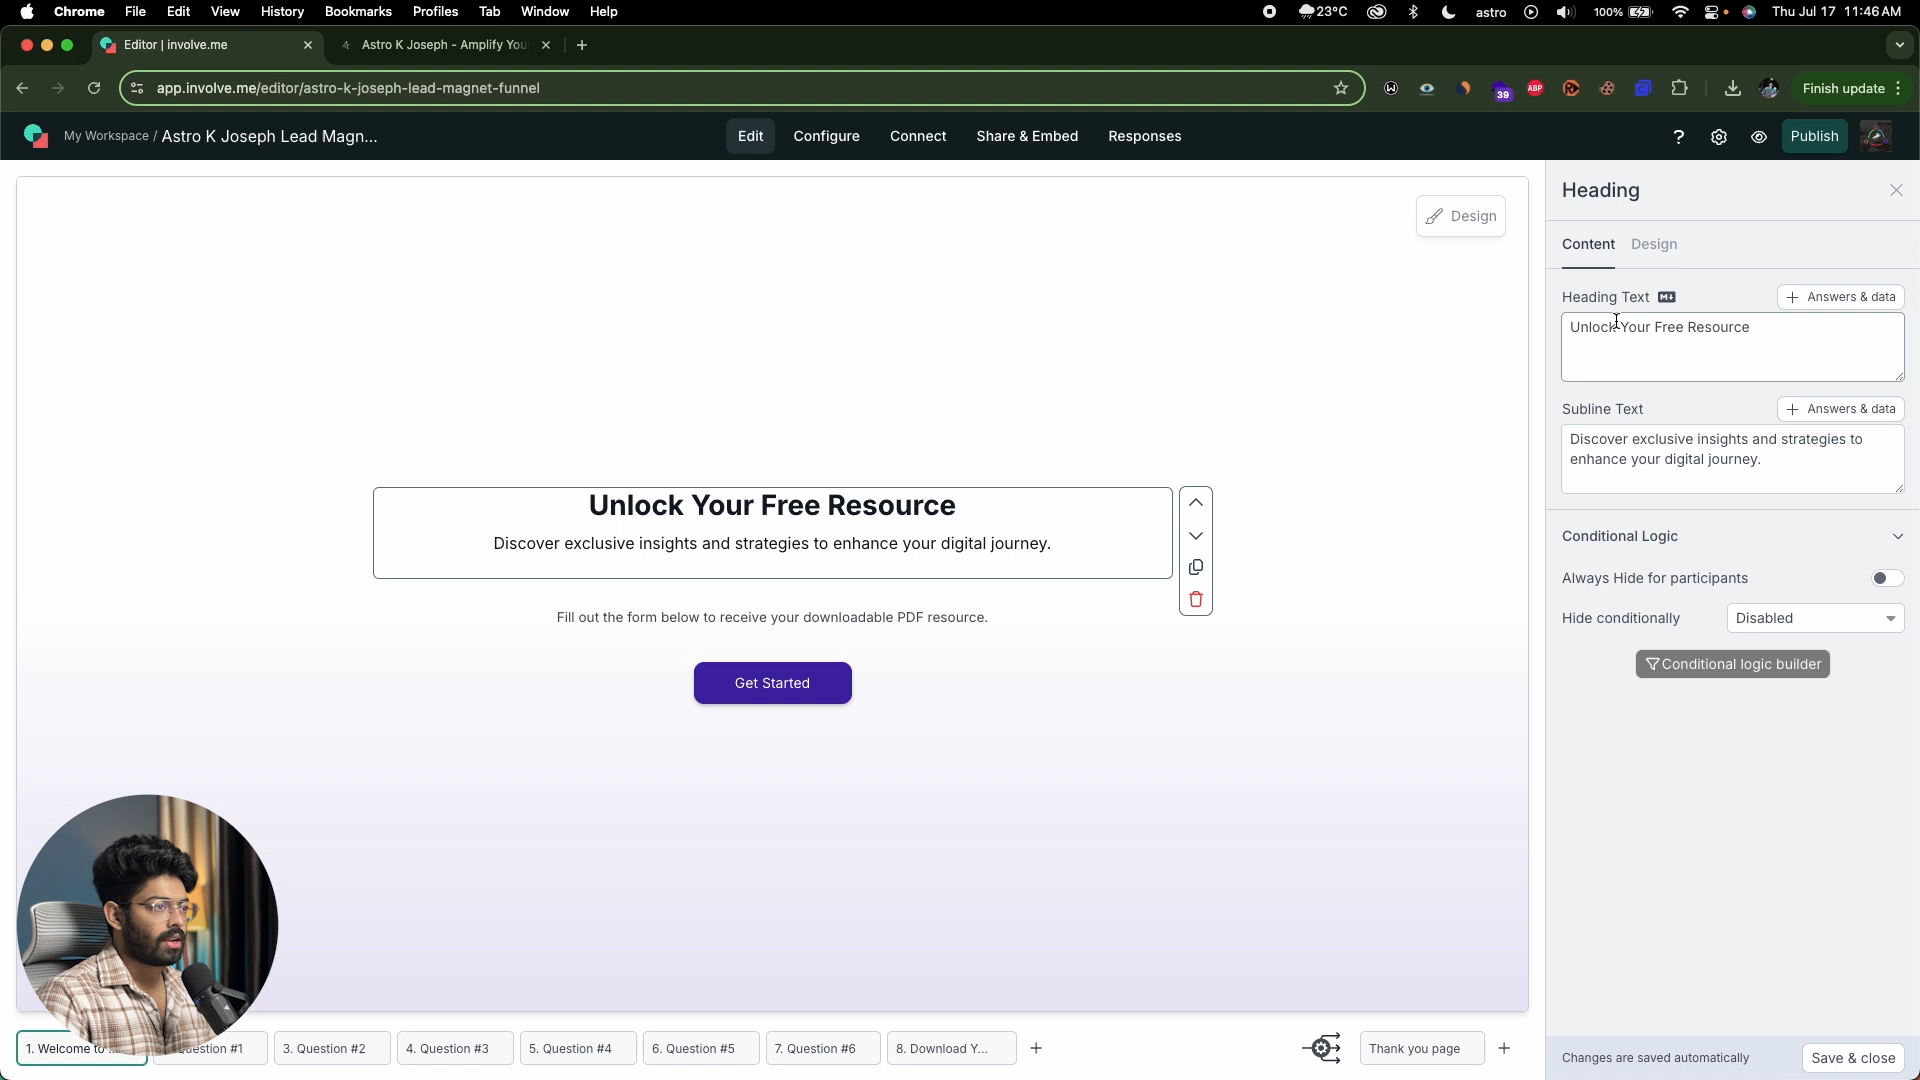 Chrome File Edit View History Bookmarks Profiles Tab Window Help
23°C astro 100% Thu Jul 17 11:46 AM
Editor | involve.me
Astro K Joseph - Amplify You
app.involve.me/editor/astro-k-joseph-lead-magnet-funnel
39
ABP
Finish update
My Workspace / Astro K Joseph Lead Magn...
Edit Configure Connect Share & Embed Responses
? Publish
Design
Unlock Your Free Resource
Discover exclusive insights and strategies to enhance your digital journey.
Fill out the form below to receive your downloadable PDF resource.
Get Started
Heading
Content Design
Heading Text
Answers & data
Unlock Your Free Resource
Subline Text
Answers & data
Discover exclusive insights and strategies to
enhance your digital journey.
Conditional Logic
Always Hide for participants
Hide conditionally Disabled
Conditional logic builder
1. Welcome to
#1
3. Question #2
4. Question #3
5. Question #4
6. Question #5
7. Question #6
8. Download Y...
Thank you page
Changes are saved automatically
Save & close